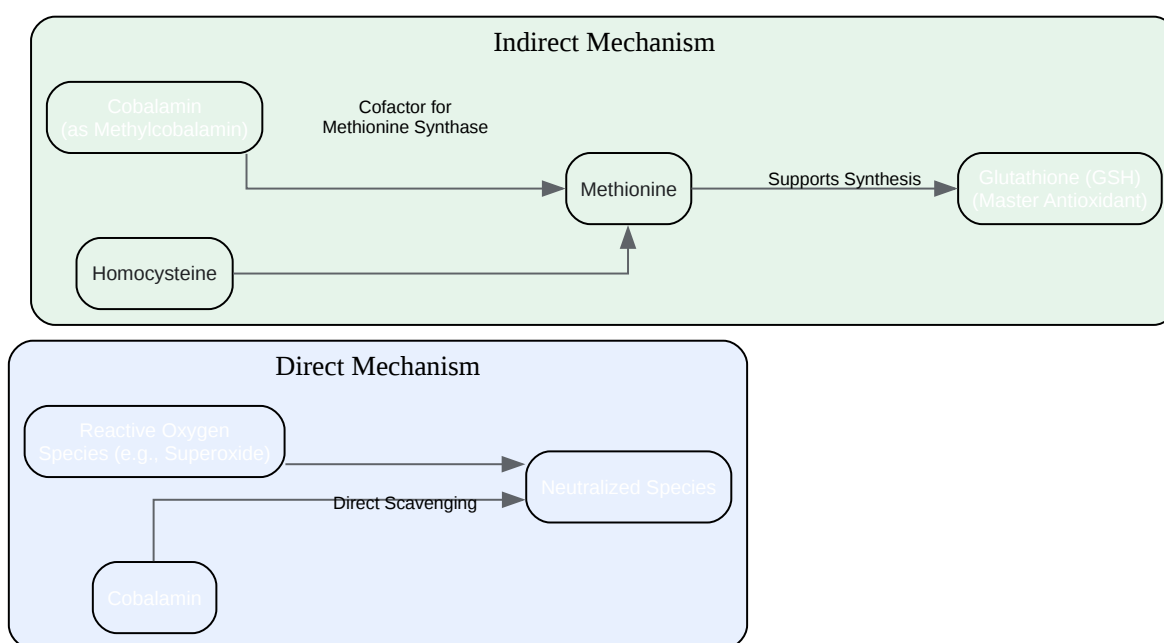 Indirect Mechanism
Cobalamin
(as Methylcobalamin)
Cofactor for
Methionine Synthase
Methionine
Supports Synthesis
Glutathione (GSH)
(Master Antioxidant)
Homocysteine
Direct Mechanism
Reactive Oxygen
Species (e.g., Superoxide)
Neutralized Species
Direct Scavenging
Cobalamin